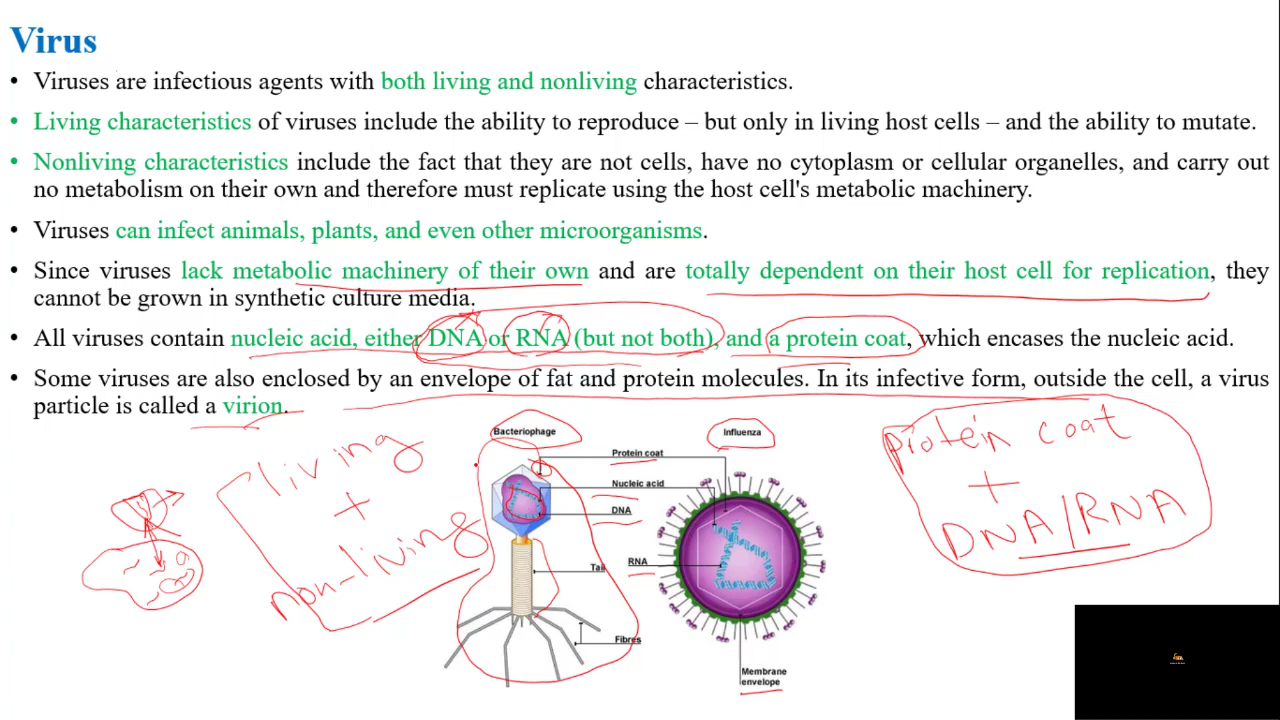 Virus
• Viruses are infectious agents with both living and nonliving characteristics.
• Living characteristics of viruses include the ability to reproduce – but only in living host cells – and the ability to mutate.
• Nonliving characteristics include the fact that they are not cells, have no cytoplasm or cellular organelles, and carry out
no metabolism on their own and therefore must replicate using the host cell's metabolic machinery.
• Viruses can infect animals, plants, and even other microorganisms.
• Since viruses lack metabolic machinery of their own and are totally dependent on their host cell for replication, they
cannot be grown in synthetic culture media.
• All viruses contain nucleic acid, either DNA or RNA (but not both), and a protein coat, which encases the nucleic acid.
• Some viruses are also enclosed by an envelope of fat and protein molecules. In its infective form, outside the cell, a virus
particle is called a virion.
living
+
non-living
Bacteriophage
Influenza
Protein coat
Nucleic acid
DNA
RNA
Tail
Fibres
Membrane
envelope
protein coat
+
DNA/RNA